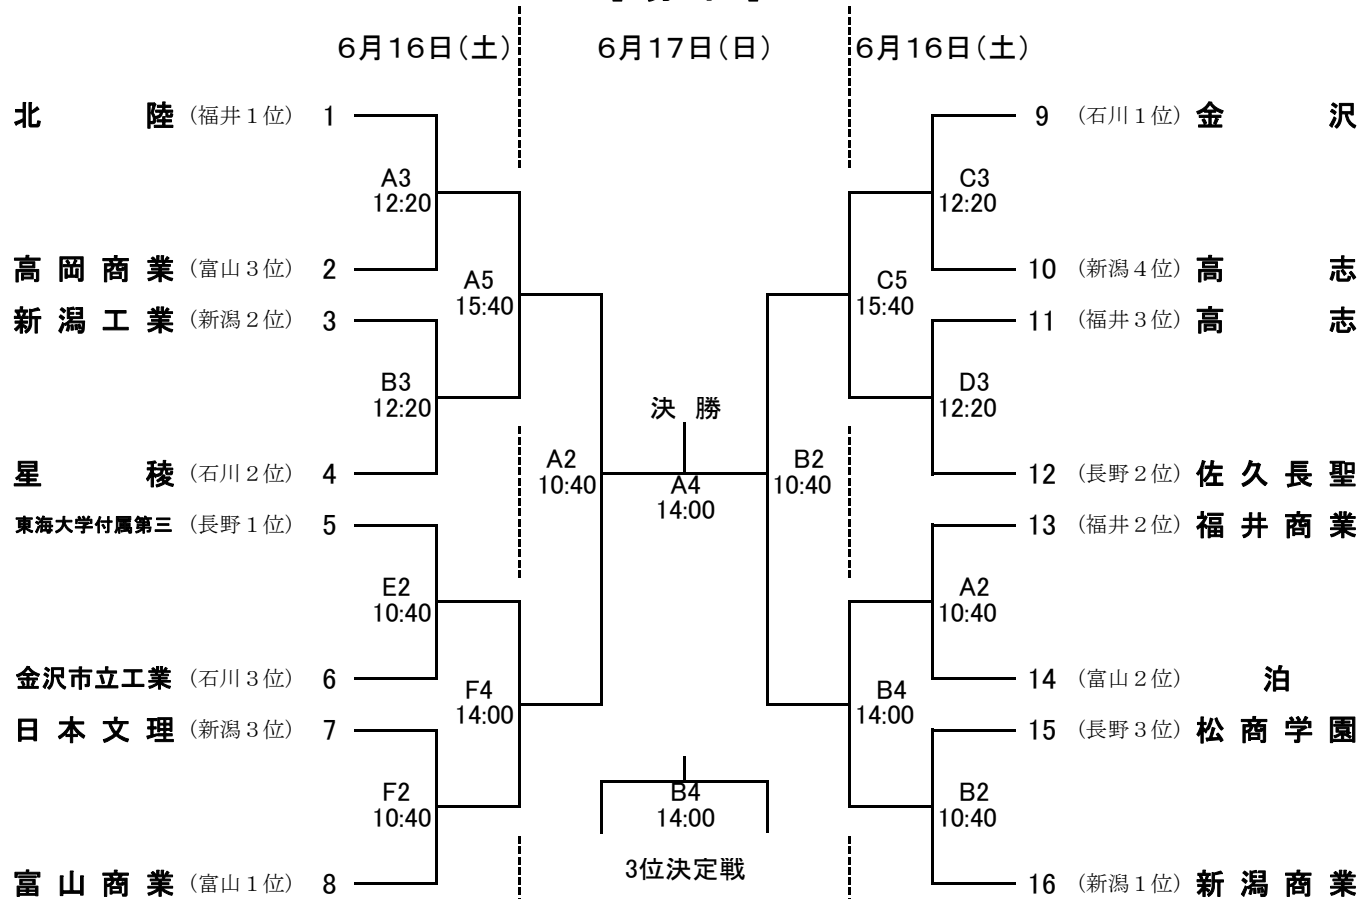 6月16日(土) 6月17日(日) 6月16日(土)
北陸 (福井1位) 1
9 (石川1位) 金沢
A3
12:20
C3
12:20
高岡商業 (富山3位) 2
10 (新潟4位) 高志
A5
15:40
C5
15:40
新潟工業 (新潟2位) 3
11 (福井3位) 高志
B3
12:20
D3
12:20
決勝
星稜 (石川2位) 4
12 (長野2位) 佐久長聖
A2
10:40
A4
14:00
B2
10:40
東海大学付属第三 (長野1位) 5
13 (福井2位) 福井商業
E2
10:40
A2
10:40
金沢市立工業 (石川3位) 6
14 (富山2位) 泊
F4
14:00
B4
14:00
日本文理 (新潟3位) 7
15 (長野3位) 松商学園
F2
10:40
B4
14:00
B2
10:40
3位決定戦
富山商業 (富山1位) 8
16 (新潟1位) 新潟商業